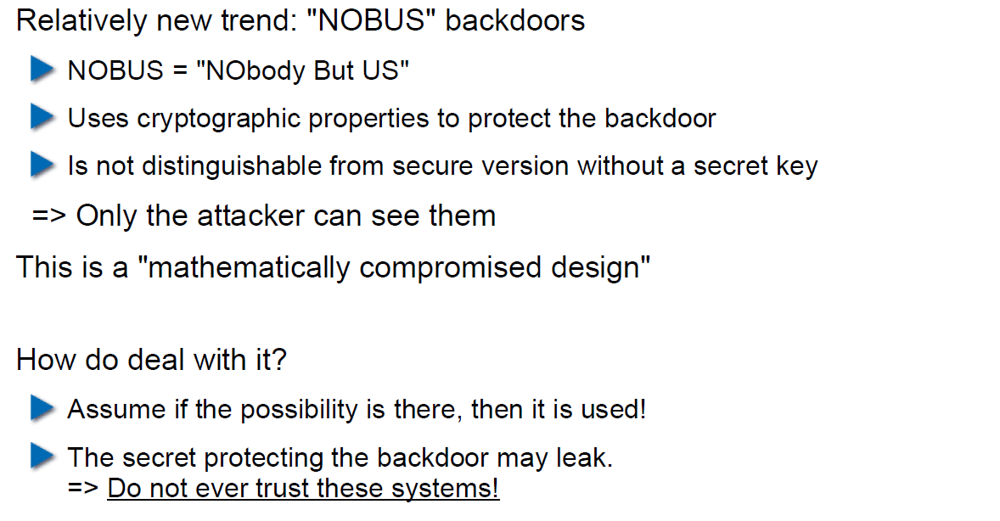 Relatively new trend: "NOBUS" backdoors
NOBUS = "NObody But US"
Uses cryptographic properties to protect the backdoor
Is not distinguishable from secure version without a secret key
=> Only the attacker can see them
This is a "mathematically compromised design"
How do deal with it?
Assume if the possibility is there, then it is used!
The secret protecting the backdoor may leak.
=> Do not ever trust these systems!